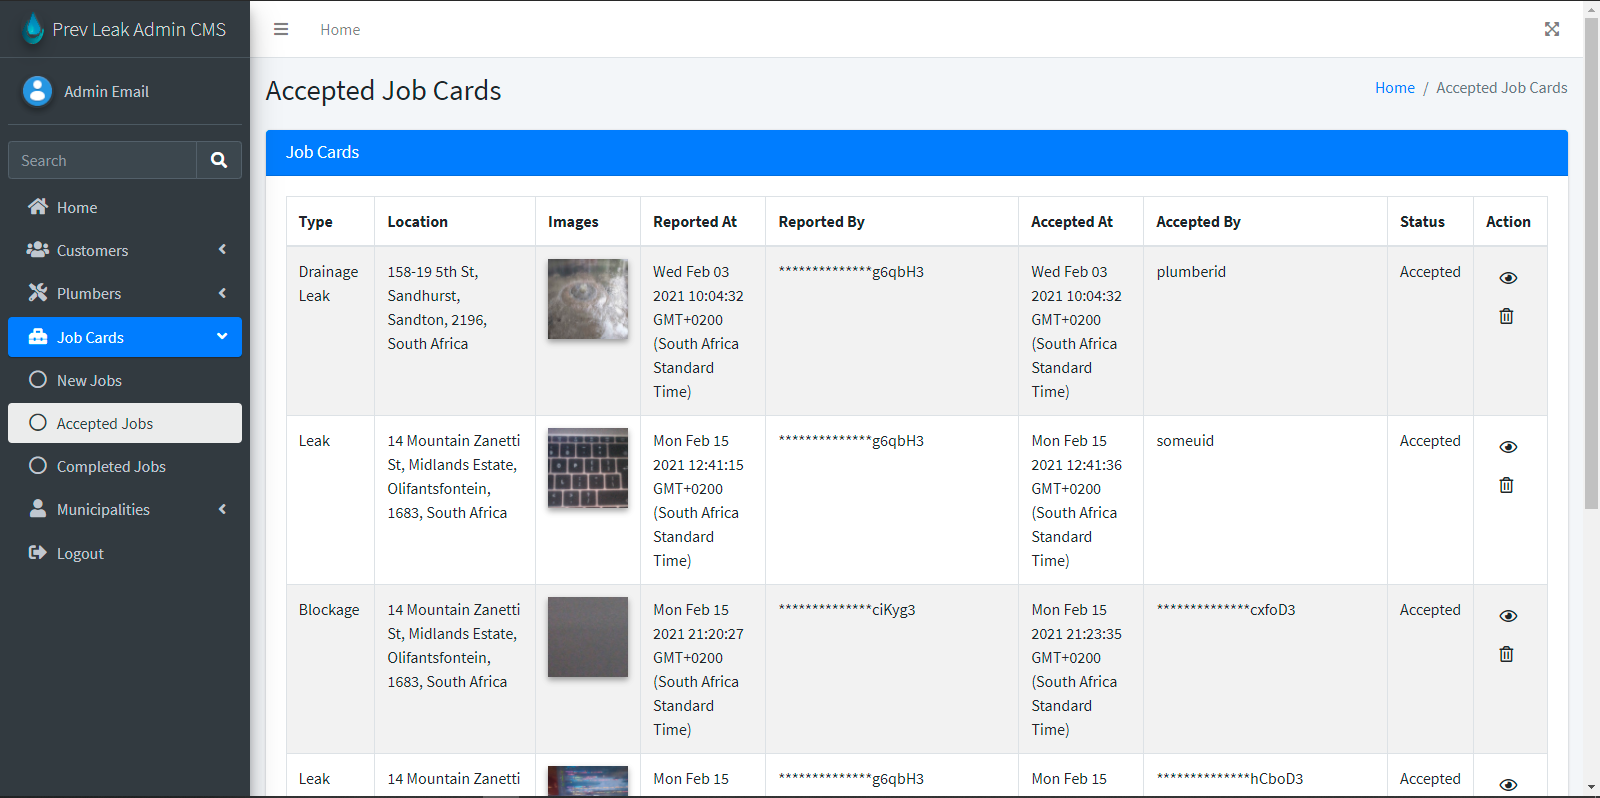 Prev Leak Admin CMS
Home
Admin Email
Search
Home
Customers
Plumbers
Job Cards
New Jobs
Accepted Jobs
Completed Jobs
Municipalities
Logout
Accepted Job Cards
Home / Accepted Job Cards
Job Cards
Type Location Images Reported At Reported By Accepted At Accepted By Status Action
Drainage
Leak
158-19 5th St,
Sandhurst,
Sandton, 2196,
South Africa
Wed Feb 03
2021 10:04:32
GMT+0200
(South Africa
Standard
Time)
**************g6qbH3
Wed Feb 03
2021 10:04:32
GMT+0200
(South Africa
Standard
Time)
plumberid
Accepted
Leak
14 Mountain Zanetti
St, Midlands Estate,
Olifantsfontein,
1683, South Africa
Mon Feb 15
2021 12:41:15
GMT+0200
(South Africa
Standard
Time)
**************g6qbH3
Mon Feb 15
2021 12:41:36
GMT+0200
(South Africa
Standard
Time)
someuid
Accepted
Blockage
14 Mountain Zanetti
St, Midlands Estate,
Olifantsfontein,
1683, South Africa
Mon Feb 15
2021 21:20:27
GMT+0200
(South Africa
Standard
Time)
**************ciKyg3
Mon Feb 15
2021 21:23:35
GMT+0200
(South Africa
Standard
Time)
**************cxfoD3
Accepted
Leak
14 Mountain Zanetti
Mon Feb 15
**************g6qbH3
Mon Feb 15
**************hCboD3
Accepted